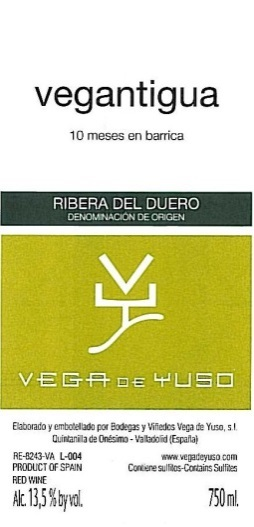 vegantigua
10 meses en barrica
RIBERA DEL DUERO
DENOMINACIÓN DE ORIGEN
VEGA DE YUSO
Elaborado y embotellado por Bodegas y Viñedos Vega de Yuso, s.l.
Quintanilla de Onésimo - Valladolid (España)
RE-8243-VA L-004 www.vegadeyuso.com
PRODUCT OF SPAIN Contiene sulfitos-Contains Sulfites
RED WINE
Alc. 13,5 % by vol. 750 ml.